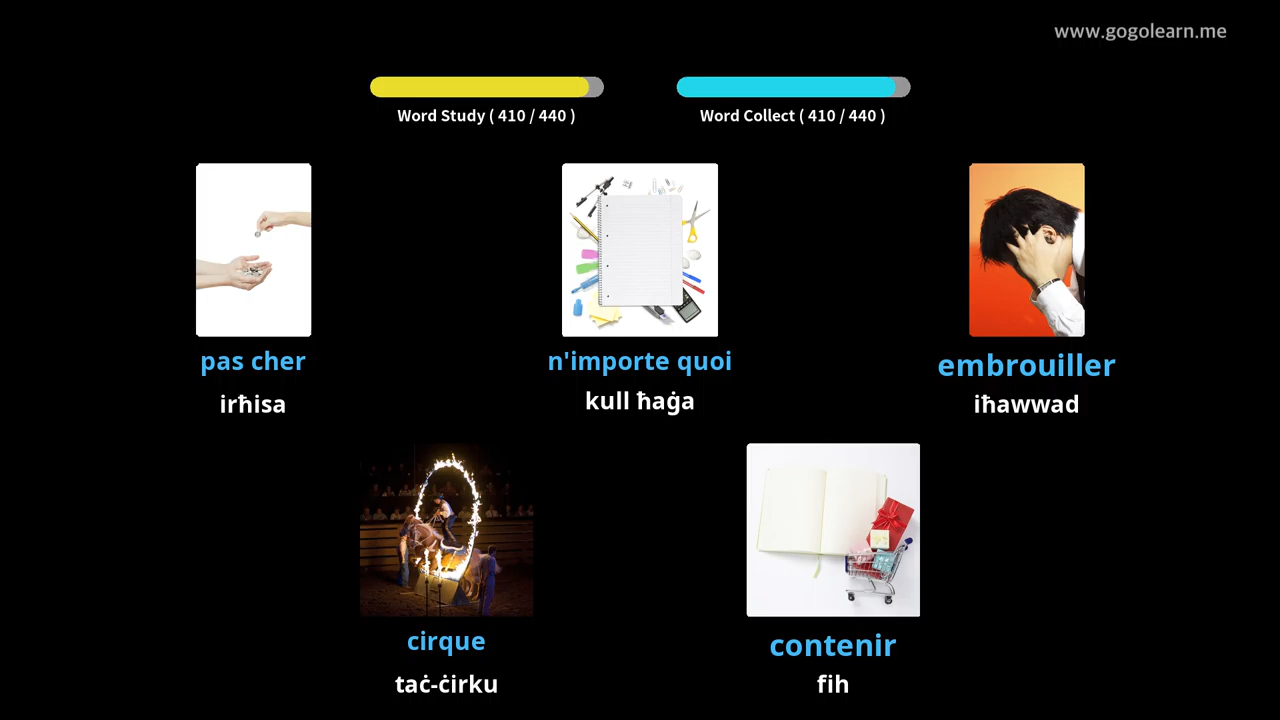 www.gogolearn.me
Word Study ( 410 / 440 )
Word Collect ( 410 / 440 )
pas cher
irħisa
n'importe quoi
kull ħaġa
embrouiller
iħawwad
cirque
taċ-ċirku
contenir
fih